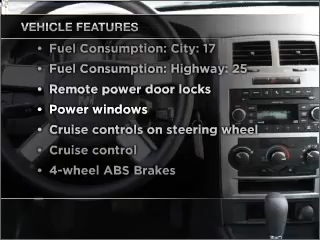 VEHICLE FEATURES
• Fuel Consumption: City: 17
• Fuel Consumption: Highway: 25
• Remote power door locks
• Power windows
• Cruise controls on steering wheel
• Cruise control
• 4-wheel ABS Brakes